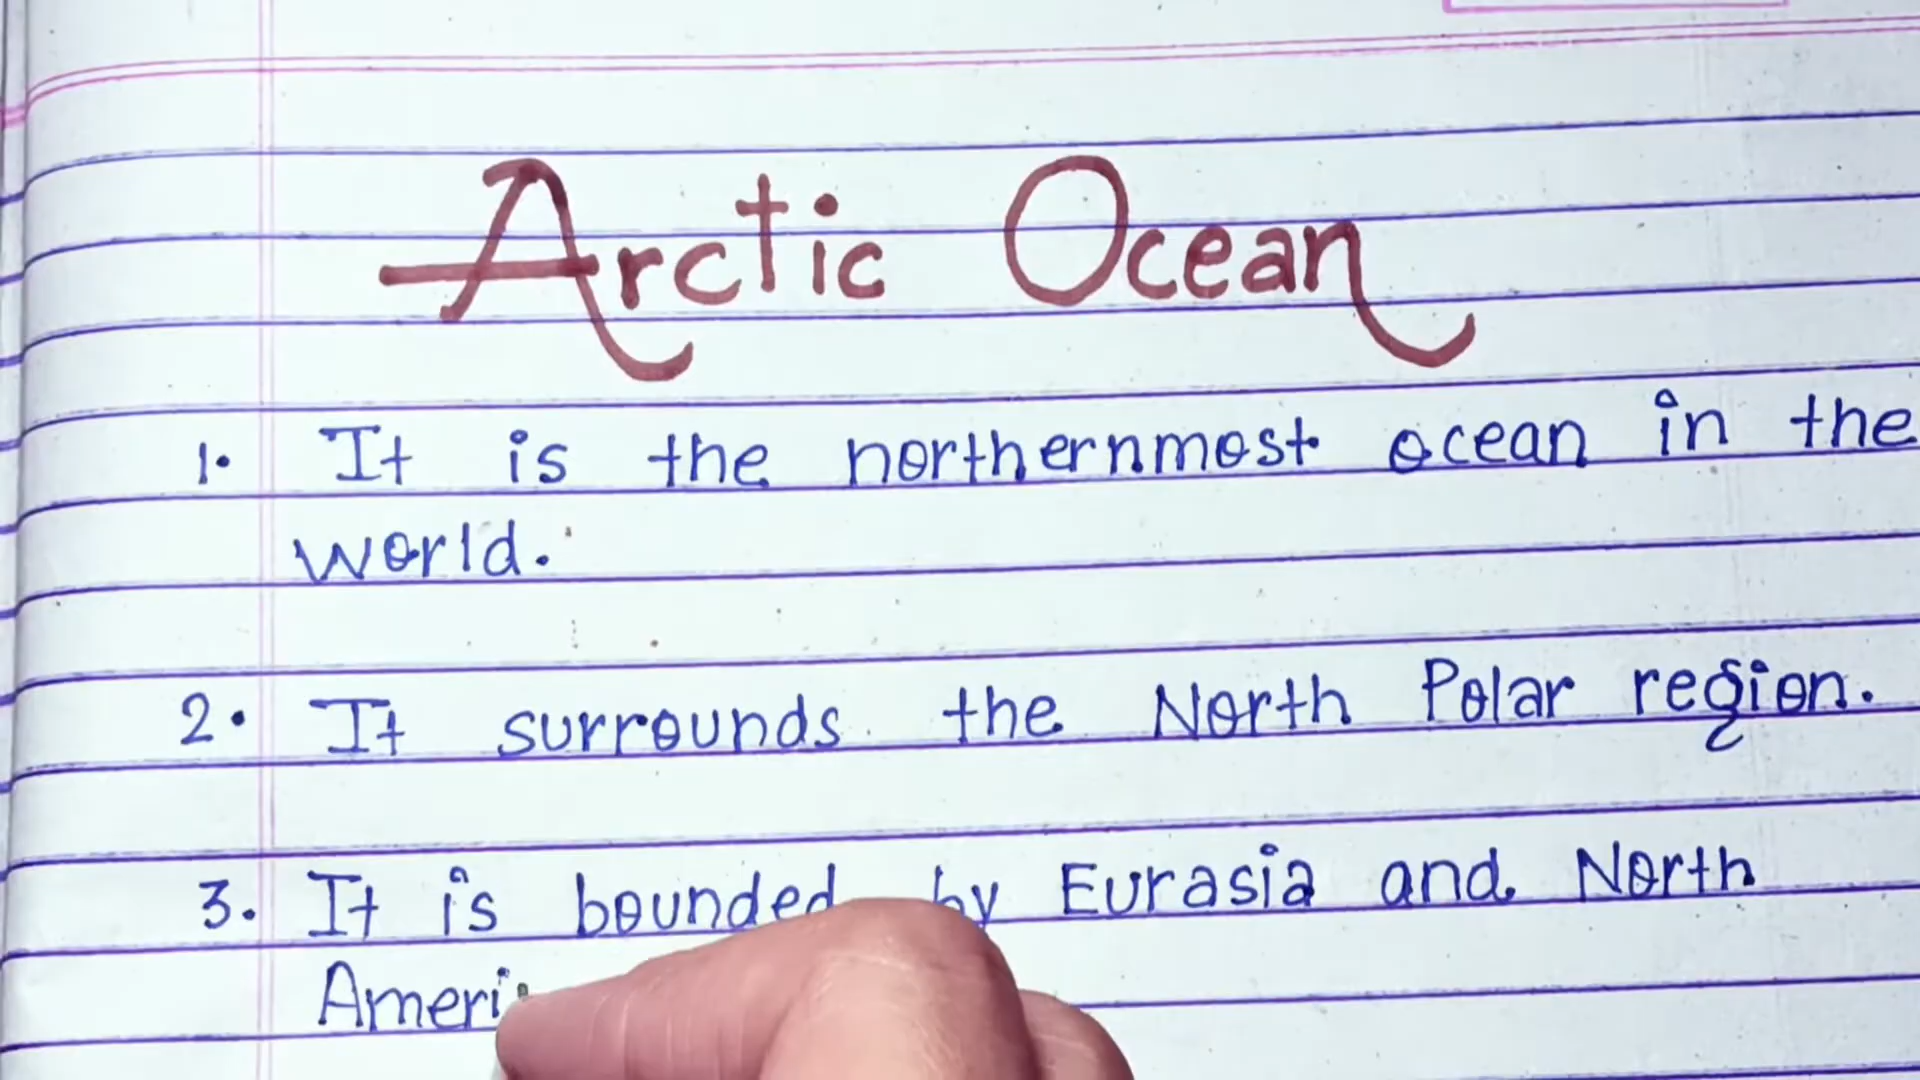 Arctic Ocean
1. It is the northernmost ocean in the
world.
2. It surrounds the North Polar region.
3. It is bounded by Eurasia and North
Ameri